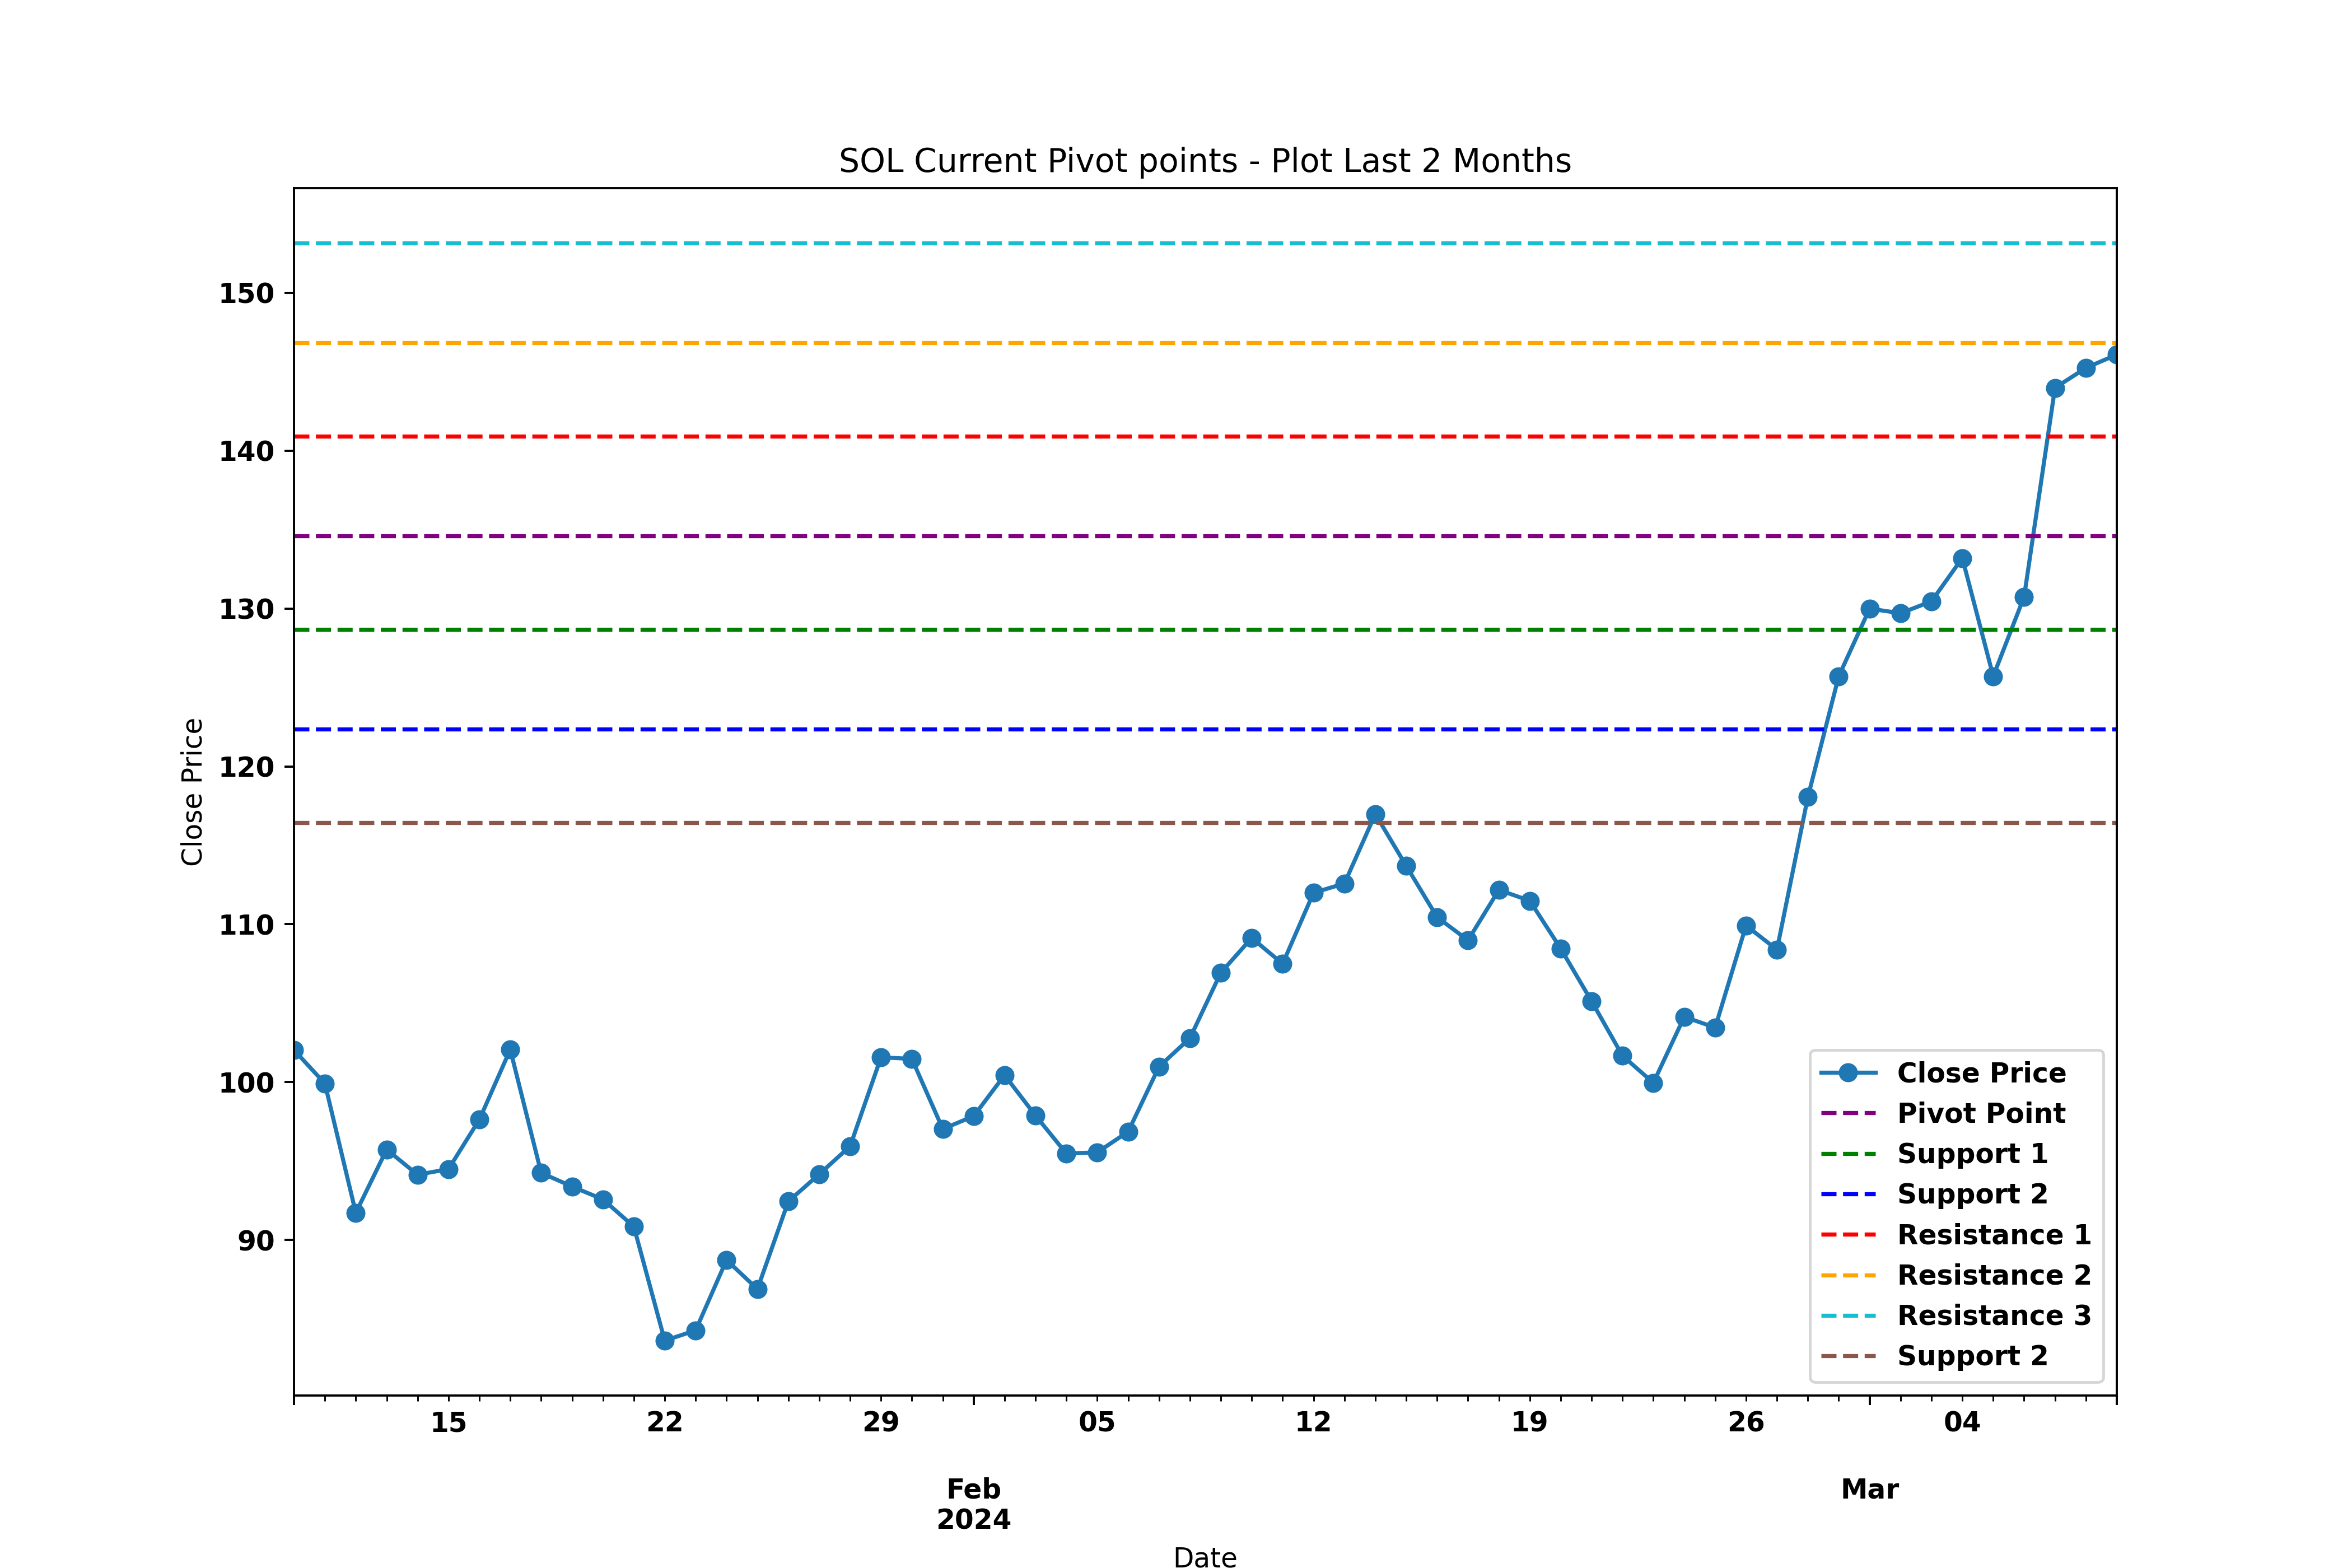 SOL Current Pivot points - Plot Last 2 Months
150
140
130
120
110
100
90
Close Price
Close Price
Pivot Point
Support 1
Support 2
Resistance 1
Resistance 2
Resistance 3
Support 2
15 22 29 05 12 19 26 04
Feb Mar
2024
Date